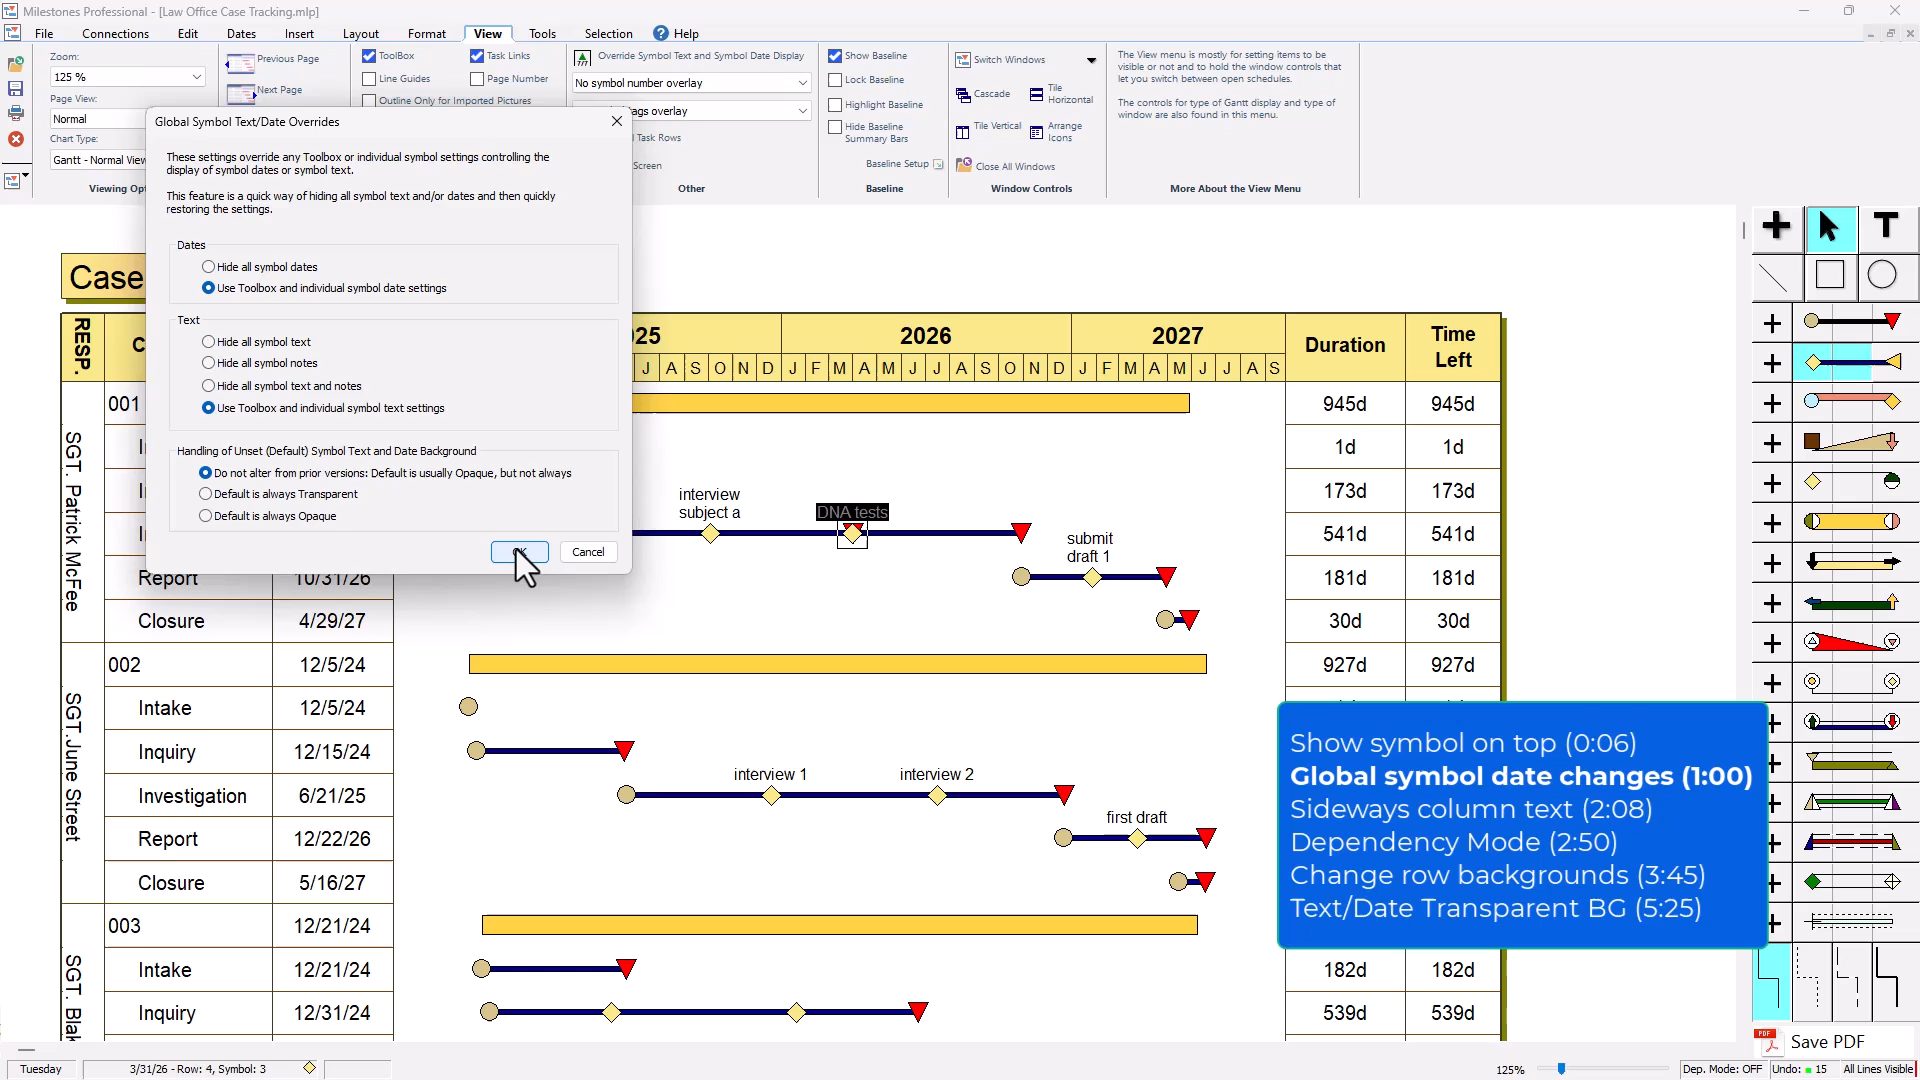 Milestones Professional - [Law Office Case Tracking.mlp]
File
Connections
Edit
Dates
Insert
Layout
Format
View
Tools
Selection
Help
Zoom:
125 %
Page View:
Normal
Chart Type:
Gantt - Normal View
Viewing Opt
Previous Page
Next Page
ToolBox
Line Guides
Outline Only for Imported Pictures
Task Links
Page Number
Override Symbol Text and Symbol Date Display
No symbol number overlay
ags overlay
Task Rows
Screen
Other
Show Baseline
Lock Baseline
Highlight Baseline
Hide Baseline
Summary Bars
Baseline Setup
Baseline
Switch Windows
Cascade
Tile
Horizontal
Tile Vertical
Arrange
Icons
Close All Windows
Window Controls
The View menu is mostly for setting items to be
visible or not and to hold the window controls that
let you switch between open schedules.
The controls for type of Gantt display and type of
window are also found in this menu.
More About the View Menu
Global Symbol Text/Date Overrides
These settings override any Toolbox or individual symbol settings controlling the
display of symbol dates or symbol text.
This feature is a quick way of hiding all symbol text and/or dates and then quickly
restoring the settings.
Dates
Hide all symbol dates
Use Toolbox and individual symbol date settings
Text
Hide all symbol text
Hide all symbol notes
Hide all symbol text and notes
Use Toolbox and individual symbol text settings
Handling of Unset (Default) Symbol Text and Date Background
Do not alter from prior versions: Default is usually Opaque, but not always
Default is always Transparent
Default is always Opaque
OK
Cancel
Case
RESP.
C
25
2026
2027
Duration
Time
Left
J A S O N D J F M A M J J A S O N D J F M A M J J A S
SGT. Patrick McFee
001
945d
945d
1d
1d
interview
subject a
173d
173d
DNA tests
541d
541d
submit
draft 1
Report
10/31/26
181d
181d
Closure
4/29/27
30d
30d
SGT.June Street
002
12/5/24
927d
927d
Intake
12/5/24
Inquiry
12/15/24
interview 1
interview 2
Investigation
6/21/25
first draft
Report
12/22/26
Closure
5/16/27
SGT. Blak
003
12/21/24
Intake
12/21/24
182d
182d
Inquiry
12/31/24
539d
539d
Show symbol on top (0:06)
Global symbol date changes (1:00)
Sideways column text (2:08)
Dependency Mode (2:50)
Change row backgrounds (3:45)
Text/Date Transparent BG (5:25)
T
PDF
Save PDF
Tuesday
3/31/26 - Row: 4, Symbol: 3
125%
Dep. Mode: OFF
Undo: 15
All Lines Visible